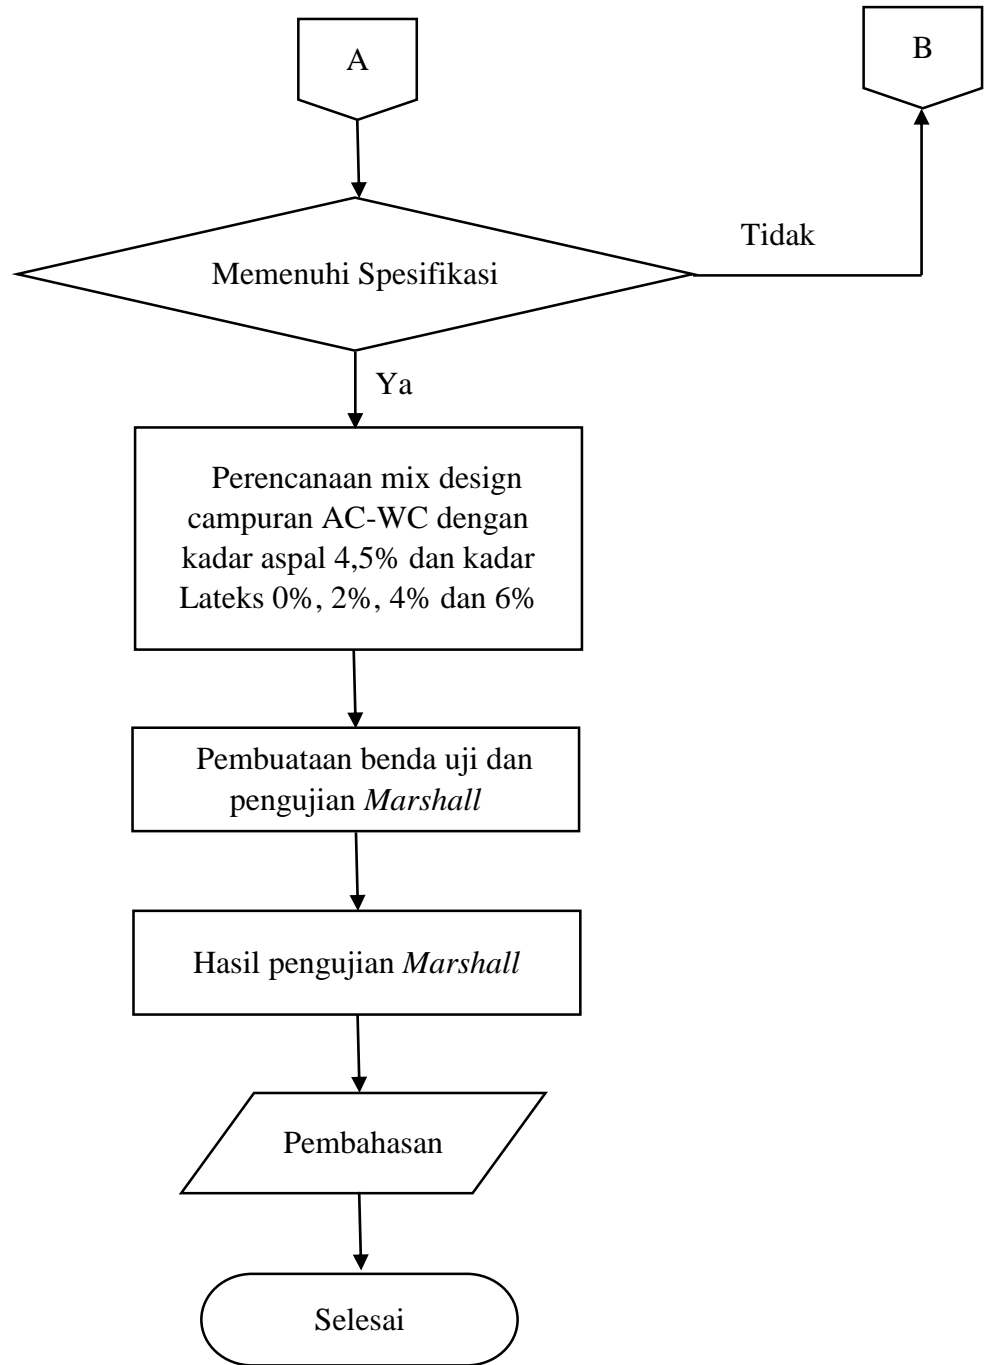 A
B
Tidak
Memenuhi Spesifikasi
Ya
Perencanaan mix design
campuran AC-WC dengan
kadar aspal 4,5% dan kadar
Lateks 0%, 2%, 4% dan 6%
Pembuataan benda uji dan
pengujian Marshall
Hasil pengujian Marshall
Pembahasan
Selesai